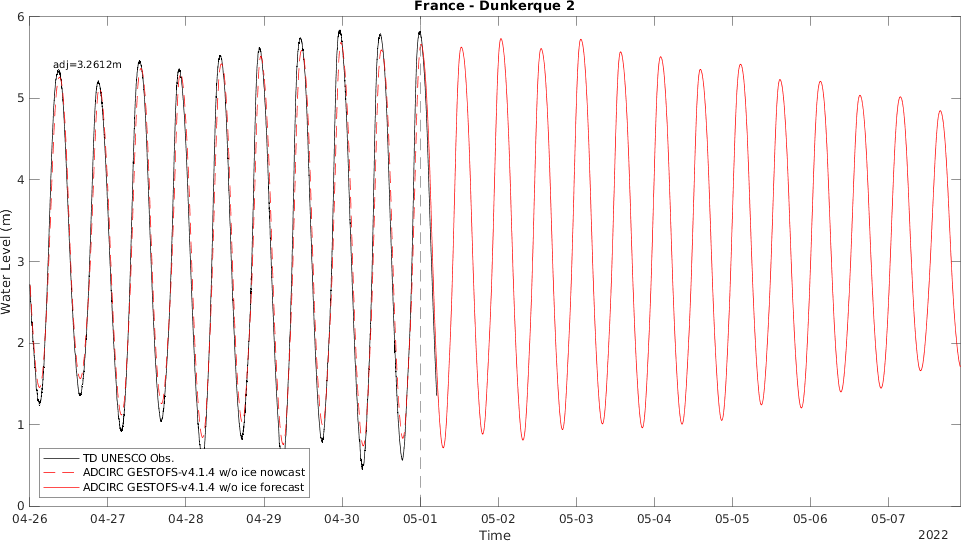 France - Dunkerque 2
adj=3.2612m
6
5
4
3
2
1
0
Water Level (m)
TD UNESCO Obs.
ADCIRC GESTOFS-v4.1.4 w/o ice nowcast
ADCIRC GESTOFS-v4.1.4 w/o ice forecast
04-26 04-27 04-28 04-29 04-30 05-01 05-02 05-03 05-04 05-05 05-06 05-07
Time
2022